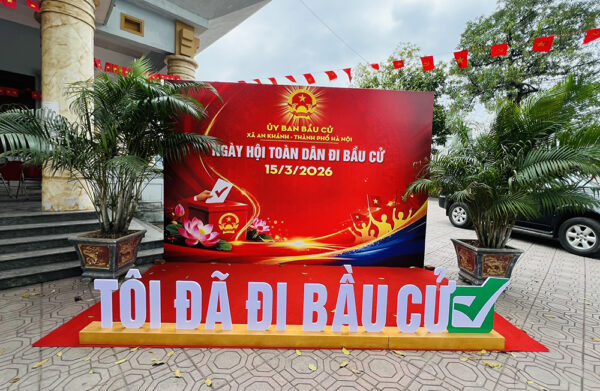 ỦY BAN BẦU CỬ
XÃ AN KHÁNH - THÀNH PHỐ HÀ NỘI
NGÀY HỘI TOÀN DÂN ĐI BẦU CỬ
15/3/2026
TÔI ĐÃ ĐI BẦU CỬ